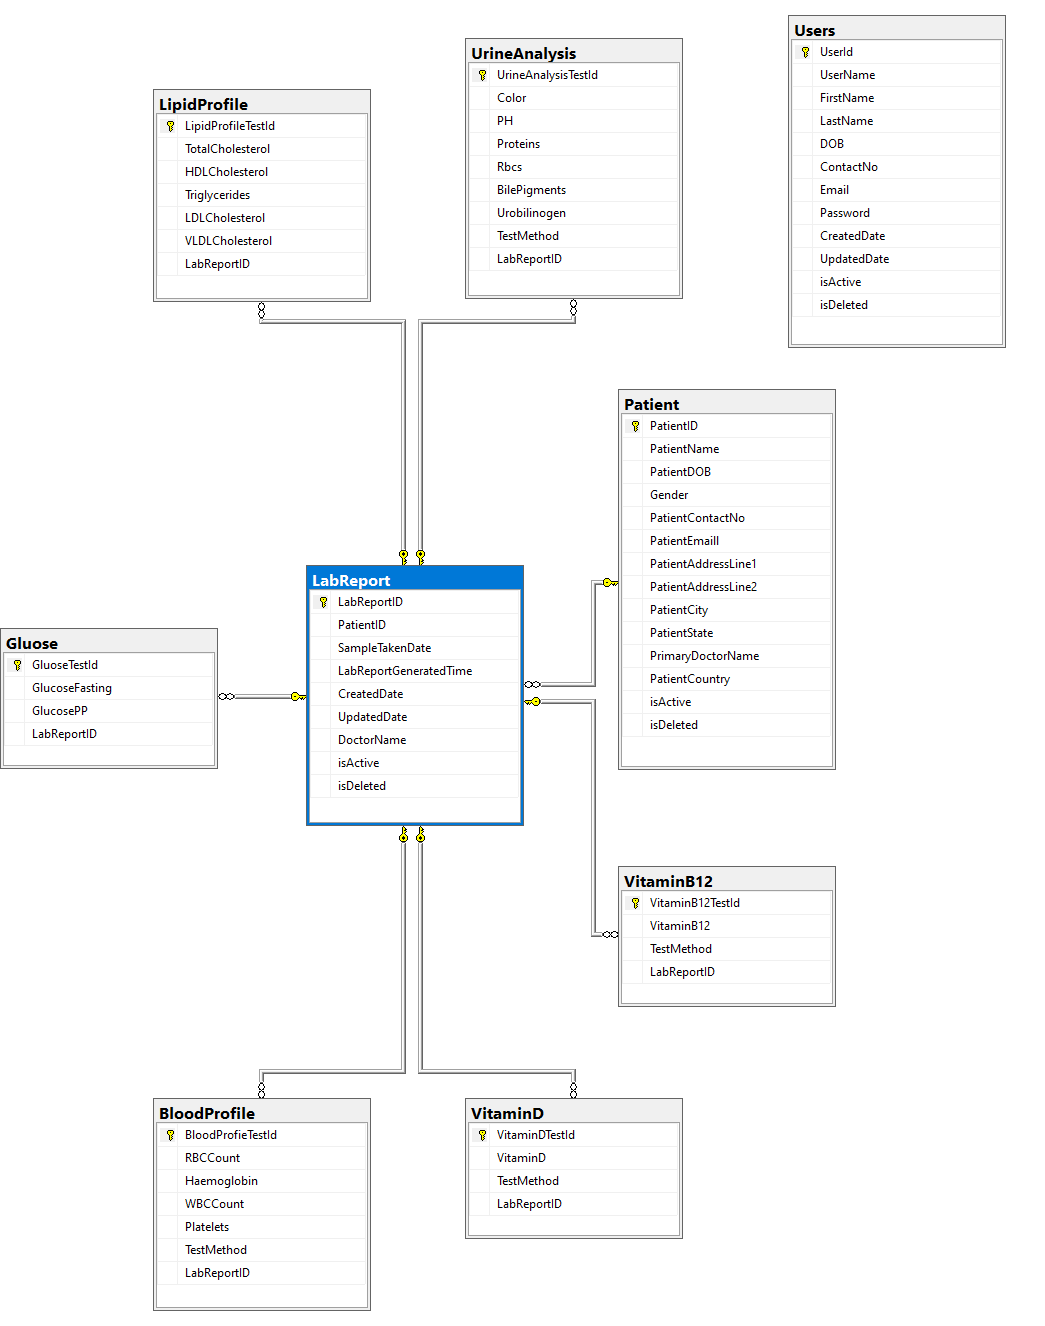 Users
UserId
UserName
FirstName
LastName
DOB
ContactNo
Email
Password
CreatedDate
UpdatedDate
isActive
isDeleted
UrineAnalysis
UrineAnalysisTestId
Color
PH
Proteins
Rbcs
BilePigments
Urobilinogen
TestMethod
LabReportID
LipidProfile
LipidProfileTestId
TotalCholesterol
HDLCholesterol
Triglycerides
LDLCholesterol
VLDLCholesterol
LabReportID
Patient
PatientID
PatientName
PatientDOB
Gender
PatientContactNo
PatientEmaill
PatientAddressLine1
PatientAddressLine2
PatientCity
PatientState
PrimaryDoctorName
PatientCountry
isActive
isDeleted
LabReport
LabReportID
PatientID
SampleTakenDate
LabReportGeneratedTime
CreatedDate
UpdatedDate
DoctorName
isActive
isDeleted
Gluose
GluoseTestId
GlucoseFasting
GlucosePP
LabReportID
VitaminB12
VitaminB12TestId
VitaminB12
TestMethod
LabReportID
BloodProfile
BloodProfieTestId
RBCCount
Haemoglobin
WBCCount
Platelets
TestMethod
LabReportID
VitaminD
VitaminDTestId
VitaminD
TestMethod
LabReportID